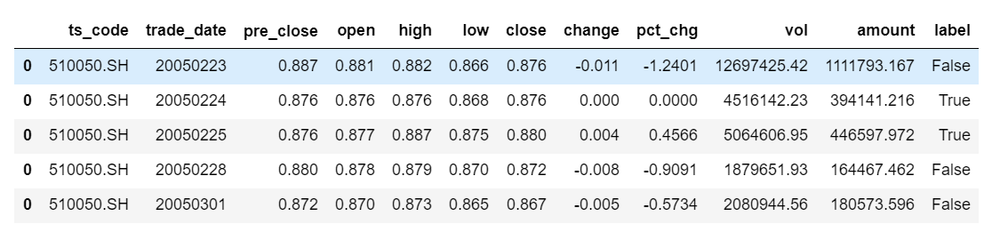 ts_code trade_date pre_close open high low close change pct_chg vol amount label
0 510050.SH 20050223 0.887 0.881 0.882 0.866 0.876 -0.011 -1.2401 12697425.42 1111793.167 False
0 510050.SH 20050224 0.876 0.876 0.876 0.868 0.876 0.000 0.0000 4516142.23 394141.216 True
0 510050.SH 20050225 0.876 0.877 0.887 0.875 0.880 0.004 0.4566 5064606.95 446597.972 True
0 510050.SH 20050228 0.880 0.878 0.879 0.870 0.872 -0.008 -0.9091 1879651.93 164467.462 False
0 510050.SH 20050301 0.872 0.870 0.873 0.865 0.867 -0.005 -0.5734 2080944.56 180573.596 False